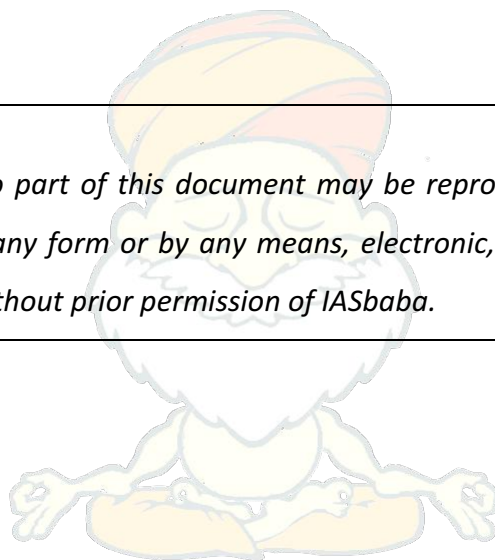 part of this document may be repro
any form or by any means, electronic,
thout prior permission of IASbaba.